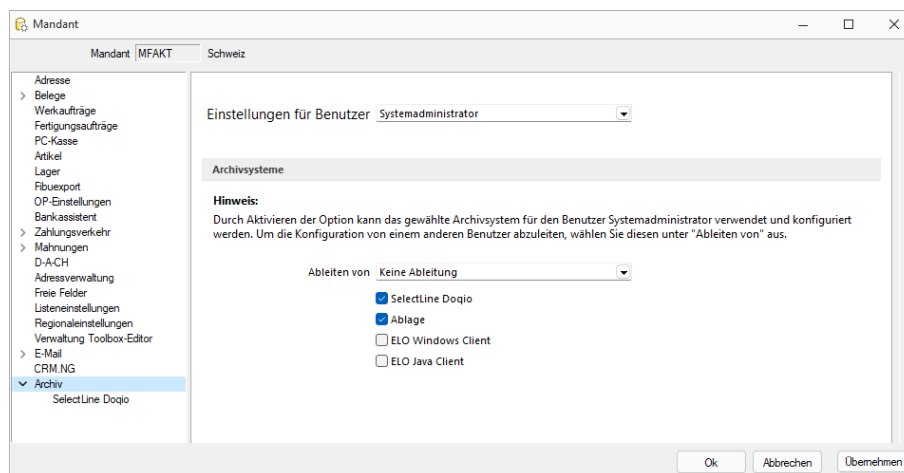 Mandant
Mandant MFAKT Schweiz
Adresse
Belege
Werkaufträge
Fertigungsaufträge
PC-Kasse
Artikel
Lager
Fibuexport
OP-Einstellungen
Bankassistent
Zahlungsverkehr
Mahnungen
D-A-CH
Adressverwaltung
Freie Felder
Listeneinstellungen
Regionaleinstellungen
Verwaltung Toolbox-Editor
E-Mail
CRM.NG
Archiv
SelectLine Doqio
Einstellungen für Benutzer Systemadministrator
Archivsysteme
Hinweis:
Durch Aktivieren der Option kann das gewählte Archivsystem für den Benutzer Systemadministrator verwendet und konfiguriert
werden. Um die Konfiguration von einem anderen Benutzer abzuleiten, wählen Sie diesen unter "Ableiten von" aus.
Ableiten von Keine Ableitung
SelectLine Doqio
Ablage
ELO Windows Client
ELO Java Client
Ok Abbrechen Übernehmen